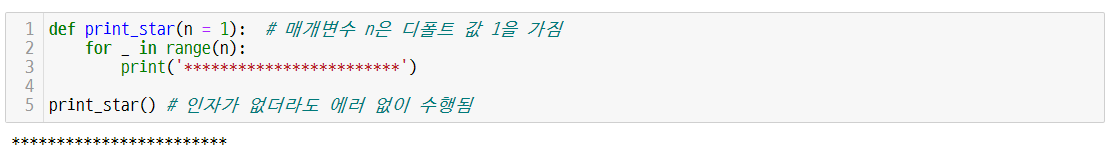 1 def print_star(n = 1):  # 매개변수 n은 디폴트 값 1을 가짐
2     for _ in range(n):
3         print('************************')
4
5 print_star() # 인자가 없더라도 에러 없이 수행됨
************************